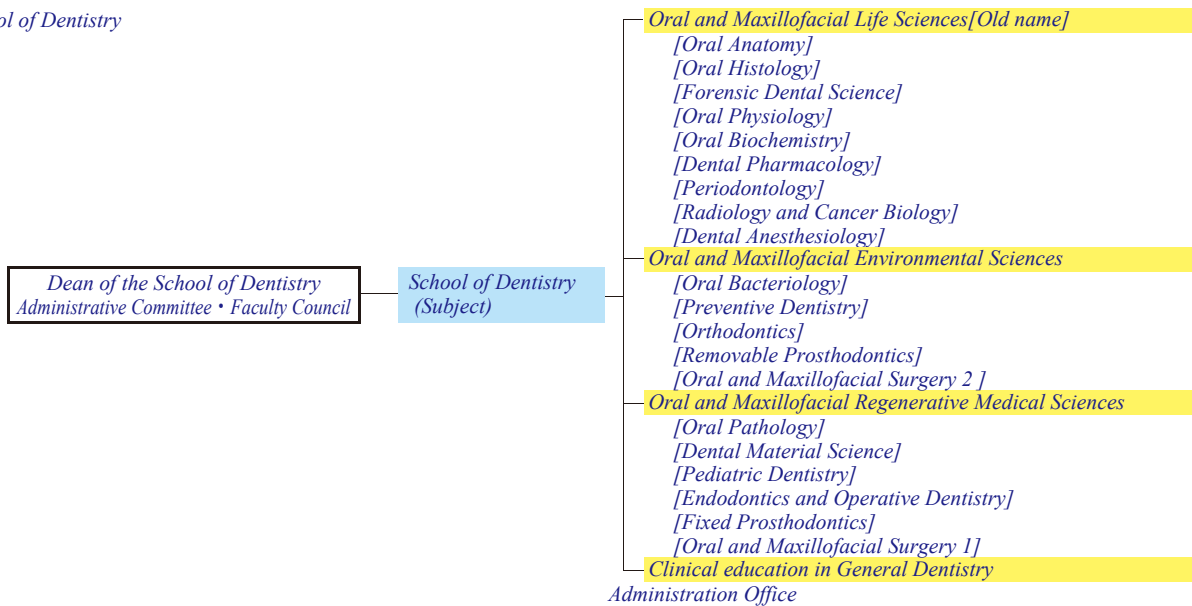 ol of Dentistry
Dean of the School of Dentistry
Administrative Committee・Faculty Council
School of Dentistry
(Subject)
Oral and Maxillofacial Life Sciences[Old name]
[Oral Anatomy]
[Oral Histology]
[Forensic Dental Science]
[Oral Physiology]
[Oral Biochemistry]
[Dental Pharmacology]
[Periodontology]
[Radiology and Cancer Biology]
[Dental Anesthesiology]
Oral and Maxillofacial Environmental Sciences
[Oral Bacteriology]
[Preventive Dentistry]
[Orthodontics]
[Removable Prosthodontics]
[Oral and Maxillofacial Surgery 2 ]
Oral and Maxillofacial Regenerative Medical Sciences
[Oral Pathology]
[Dental Material Science]
[Pediatric Dentistry]
[Endodontics and Operative Dentistry]
[Fixed Prosthodontics]
[Oral and Maxillofacial Surgery 1]
Clinical education in General Dentistry
Administration Office